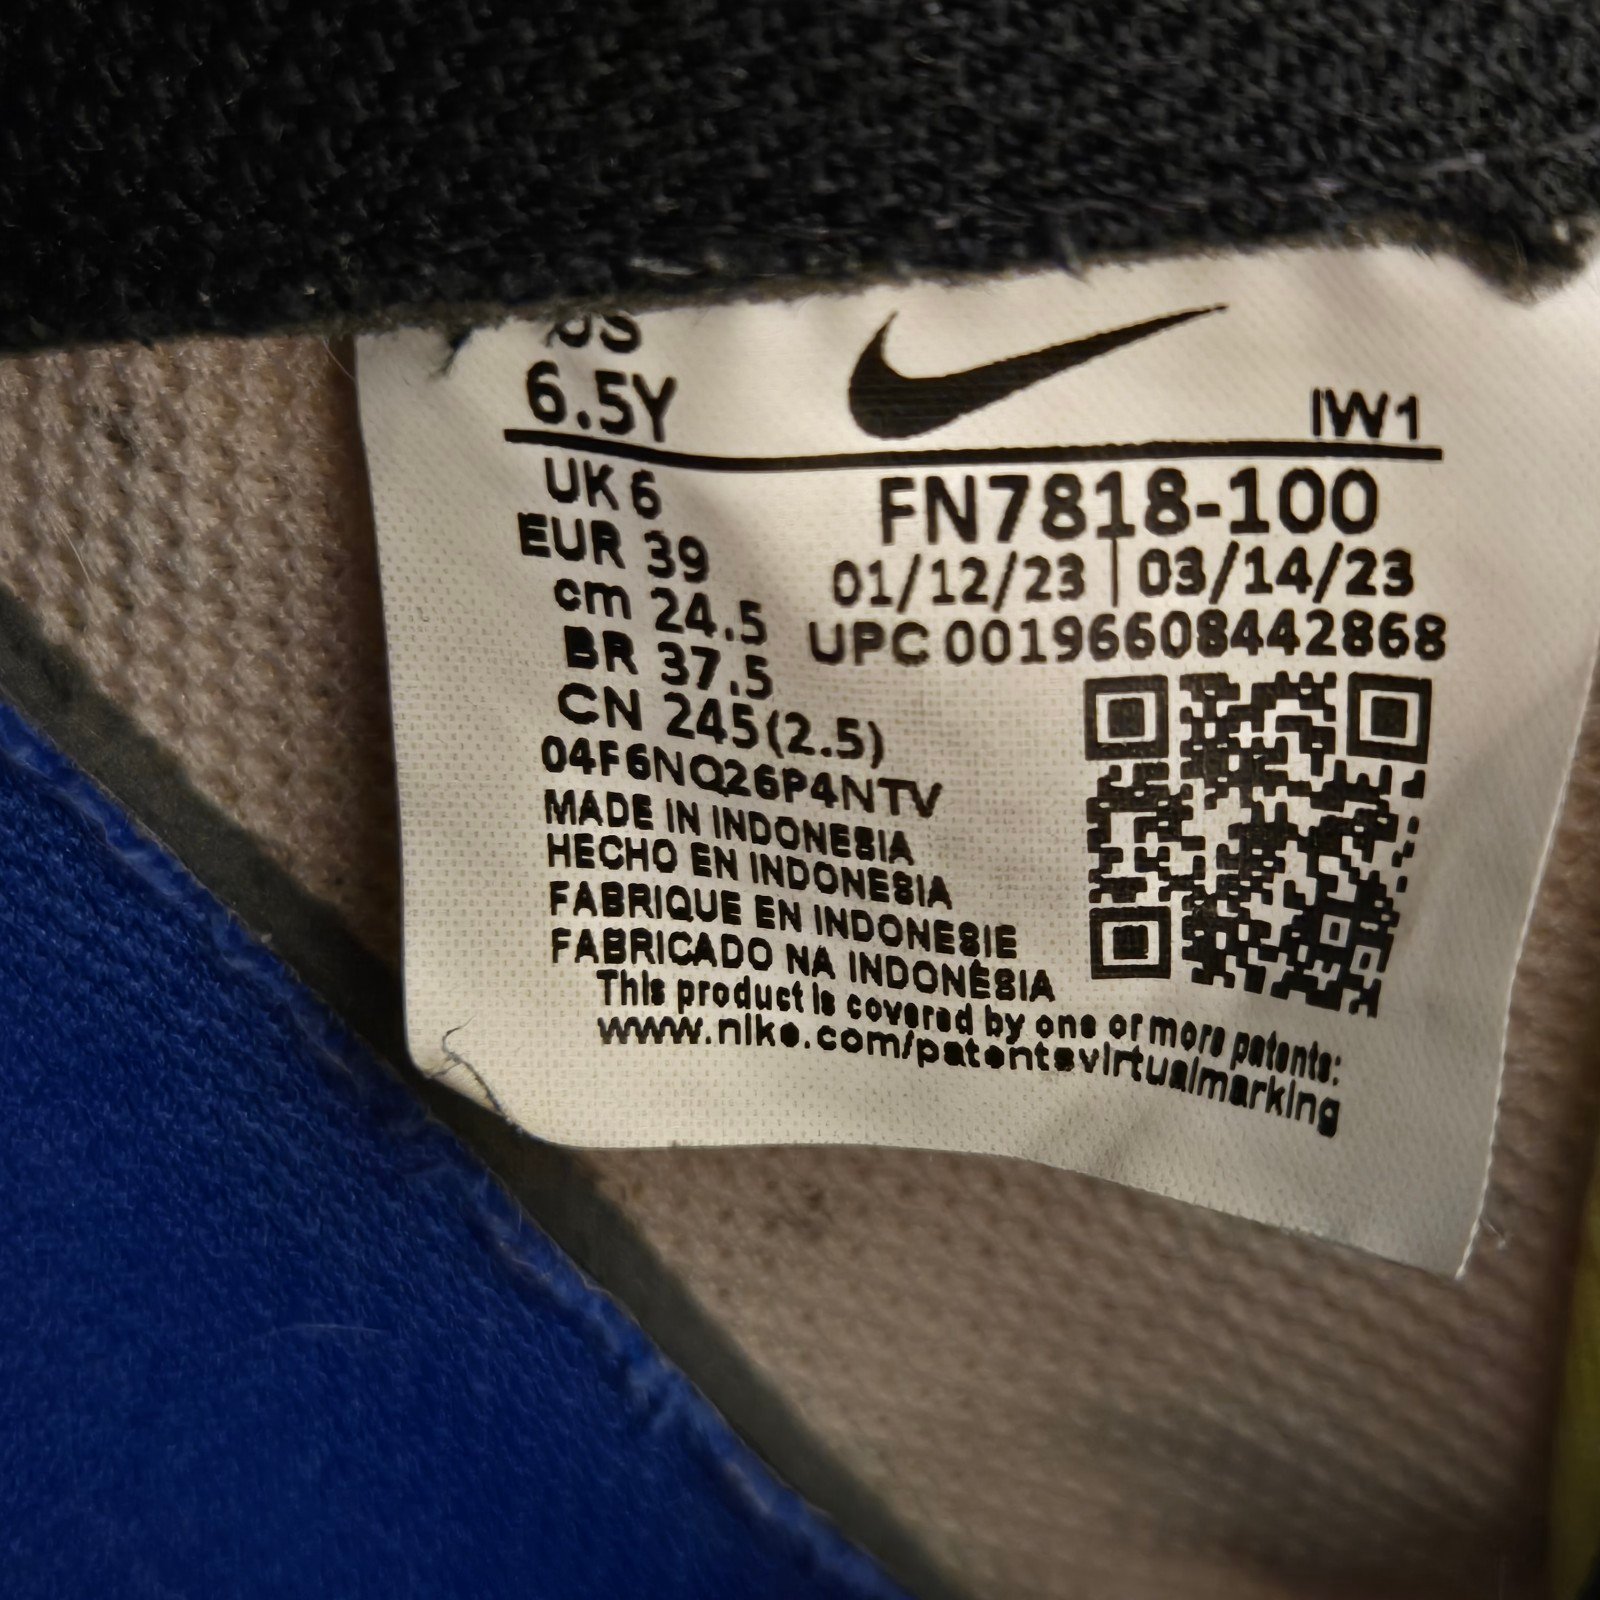 US
6.5Y
IW1
UK 6
EUR 39
cm 24.5
BR 37.5
CN 245(2.5)
04F6NQ26P4NTV
MADE IN INDONESIA
HECHO EN INDONESIA
FABRIQUE EN INDONESIE
FABRICADO NA INDONÉSIA
FN7818-100
01/12/23 | 03/14/23
UPC 00196608442868
This product is covered by one or more patents:
www.nike.com/patentsvirtualmarking